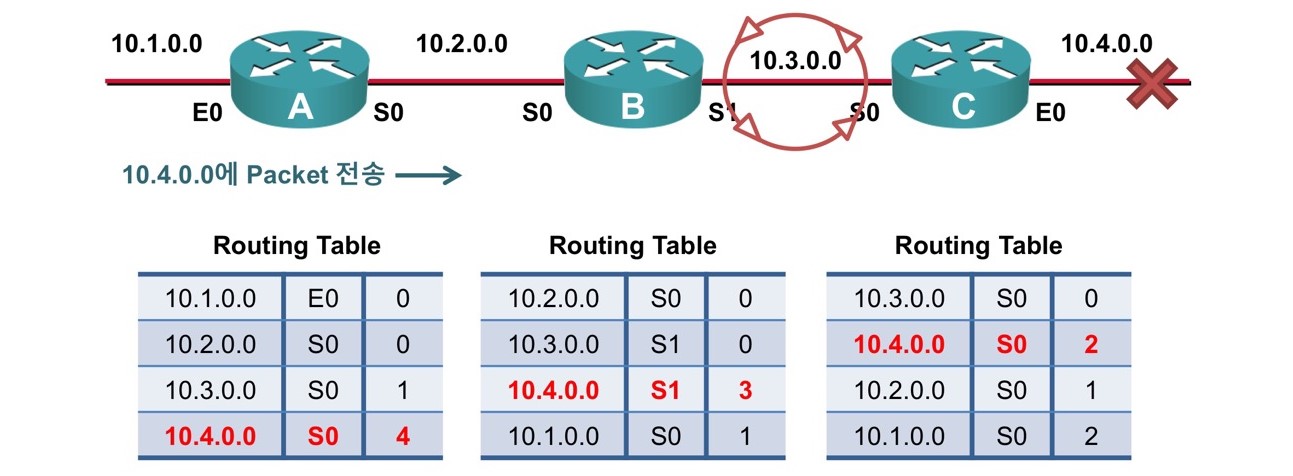 10.1.0.0 10.2.0.0 10.3.0.0 10.4.0.0
A B C
E0 S0 S0 S1 S0 E0
10.4.0.0에 Packet 전송
Routing Table Routing Table Routing Table
10.1.0.0 E0 0 10.2.0.0 S0 0 10.3.0.0 S0 0
10.2.0.0 S0 0 10.3.0.0 S1 0 10.4.0.0 S0 2
10.3.0.0 S0 1 10.4.0.0 S1 3 10.2.0.0 S0 1
10.4.0.0 S0 4 10.1.0.0 S0 1 10.1.0.0 S0 2